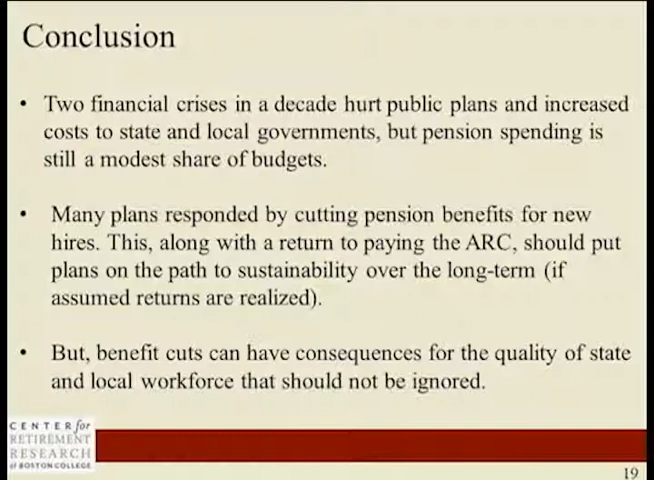 Conclusion
• Two financial crises in a decade hurt public plans and increased
costs to state and local governments, but pension spending is
still a modest share of budgets.
• Many plans responded by cutting pension benefits for new
hires. This, along with a return to paying the ARC, should put
plans on the path to sustainability over the long-term (if
assumed returns are realized).
• But, benefit cuts can have consequences for the quality of state
and local workforce that should not be ignored.
CENTER for
RETIREMENT
RESEARCH
at BOSTON COLLEGE
19